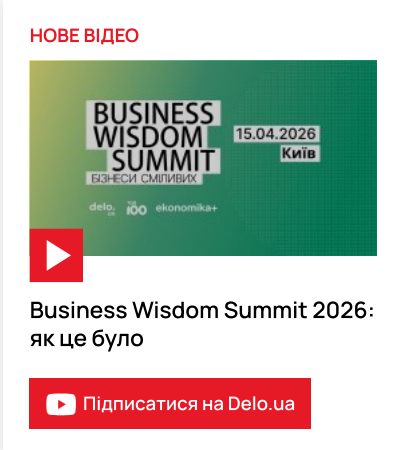 НОВЕ ВІДЕО
BUSINESS
WISDOM
SUMMIT
БІЗНЕСИ СМІЛИВИХ
15.04.2026
Київ
delo.ua
ТОП 100
ekonomika+
Business Wisdom Summit 2026:
як це було
Підписатися на Delo.ua